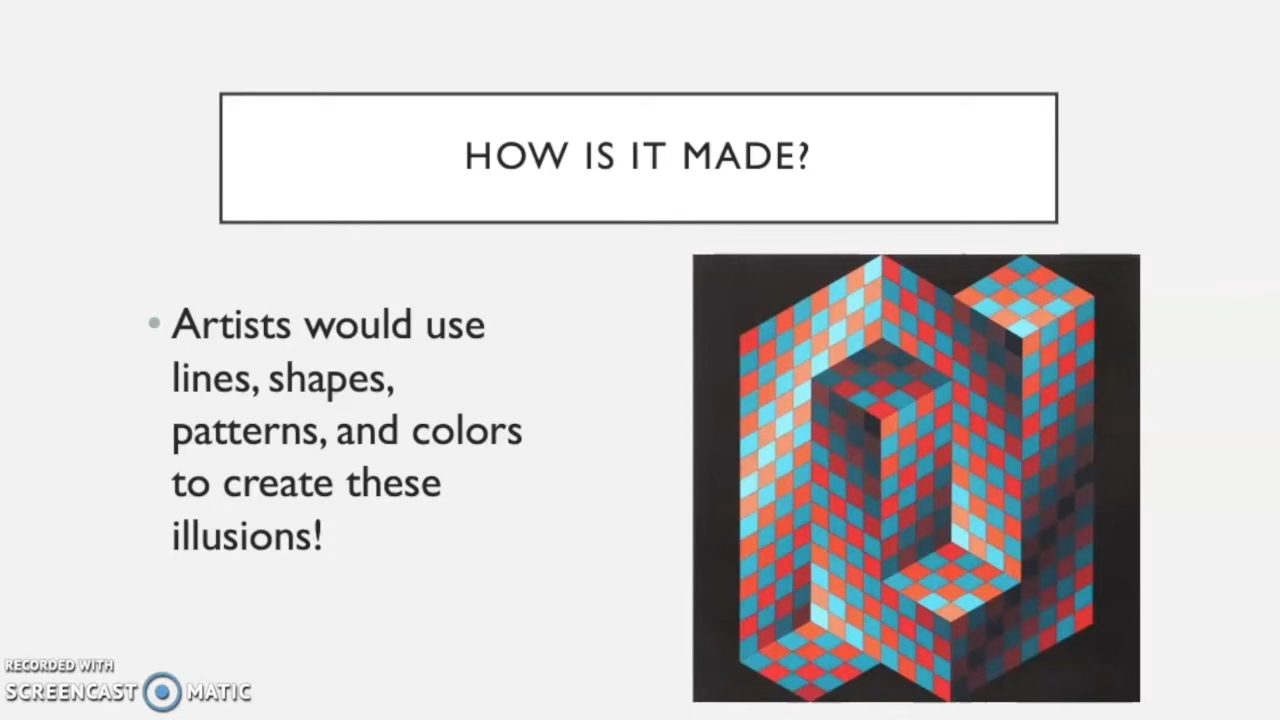 HOW IS IT MADE?
• Artists would use
lines, shapes,
patterns, and colors
to create these
illusions!
RECORDED WITH
SCREENCAST MATIC